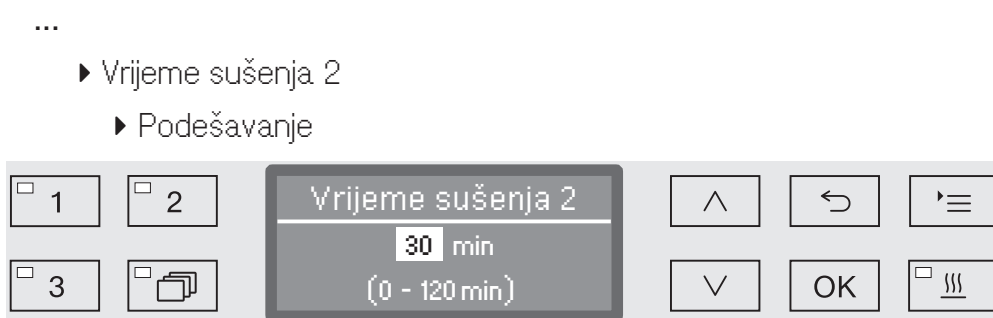 ...
Vrijeme sušenja 2
Podešavanje
1 2 Vrijeme sušenja 2
30 min
3 (0 - 120 min) OK